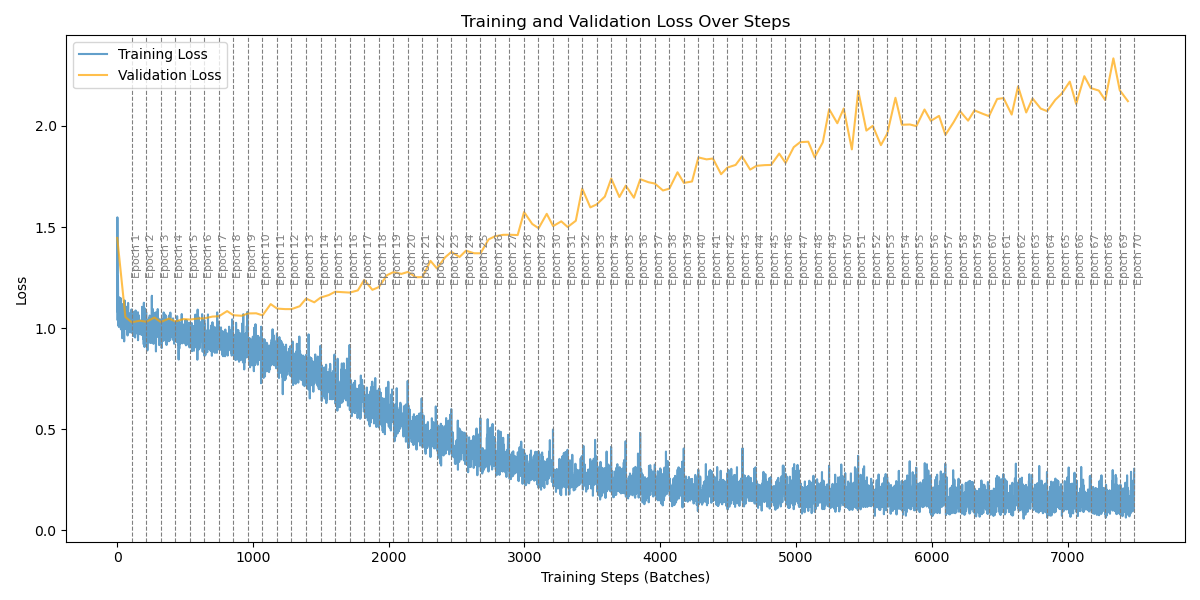 Training and Validation Loss Over Steps
Training Loss
Validation Loss
Loss
2.0
1.5
1.0
0.5
0.0
Epoch 1
Epoch 2
Epoch 3
Epoch 4
Epoch 5
Epoch 6
Epoch 7
Epoch 8
Epoch 9
Epoch 10
Epoch 11
Epoch 12
Epoch 13
Epoch 14
Epoch 15
Epoch 16
Epoch 17
Epoch 18
Epoch 19
Epoch 20
Epoch 21
Epoch 22
Epoch 23
Epoch 24
Epoch 25
Epoch 26
Epoch 27
Epoch 28
Epoch 29
Epoch 30
Epoch 31
Epoch 32
Epoch 33
Epoch 34
Epoch 35
Epoch 36
Epoch 37
Epoch 38
Epoch 39
Epoch 40
Epoch 41
Epoch 42
Epoch 43
Epoch 44
Epoch 45
Epoch 46
Epoch 47
Epoch 48
Epoch 49
Epoch 50
Epoch 51
Epoch 52
Epoch 53
Epoch 54
Epoch 55
Epoch 56
Epoch 57
Epoch 58
Epoch 59
Epoch 60
Epoch 61
Epoch 62
Epoch 63
Epoch 64
Epoch 65
Epoch 66
Epoch 67
Epoch 68
Epoch 69
Epoch 70
0 1000 2000 3000 4000 5000 6000 7000
Training Steps (Batches)